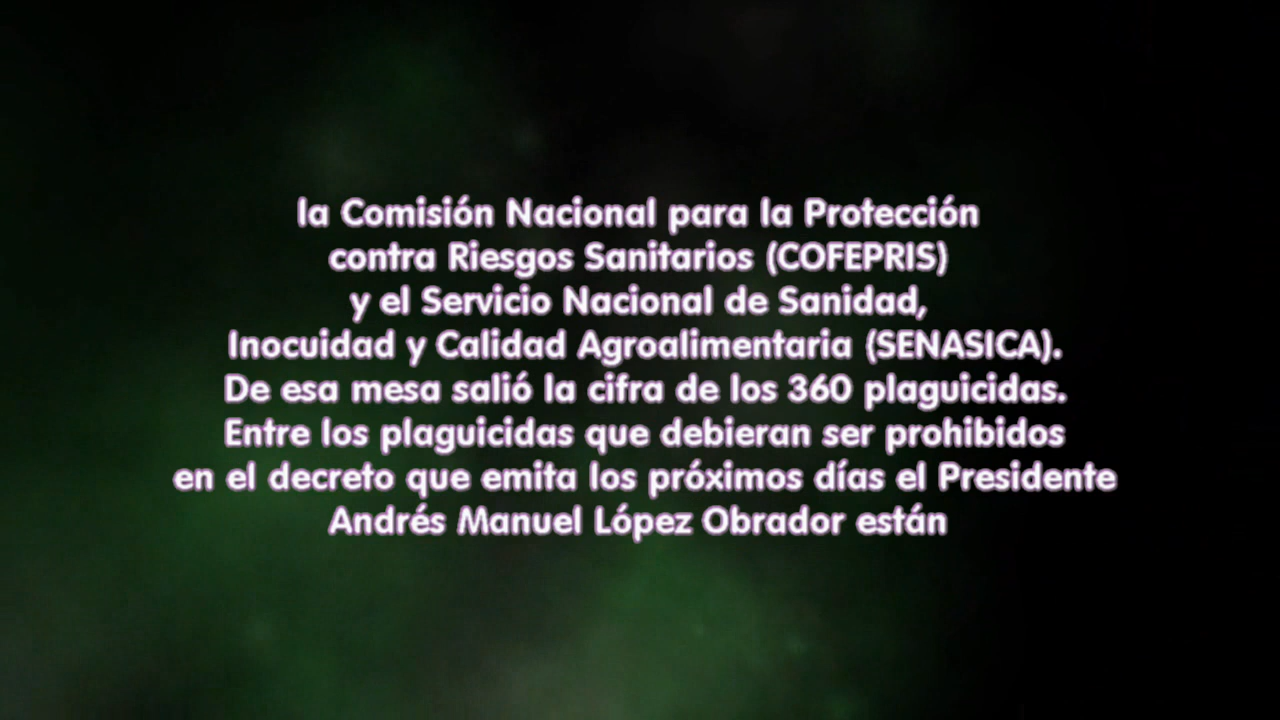 la Comisión Nacional para la Protección
contra Riesgos Sanitarios (COFEPRIS)
y el Servicio Nacional de Sanidad,
Inocuidad y Calidad Agroalimentaria (SENASICA).
De esa mesa salió la cifra de los 360 plaguicidas.
Entre los plaguicidas que debieran ser prohibidos
en el decreto que emita los próximos días el Presidente
Andrés Manuel López Obrador están